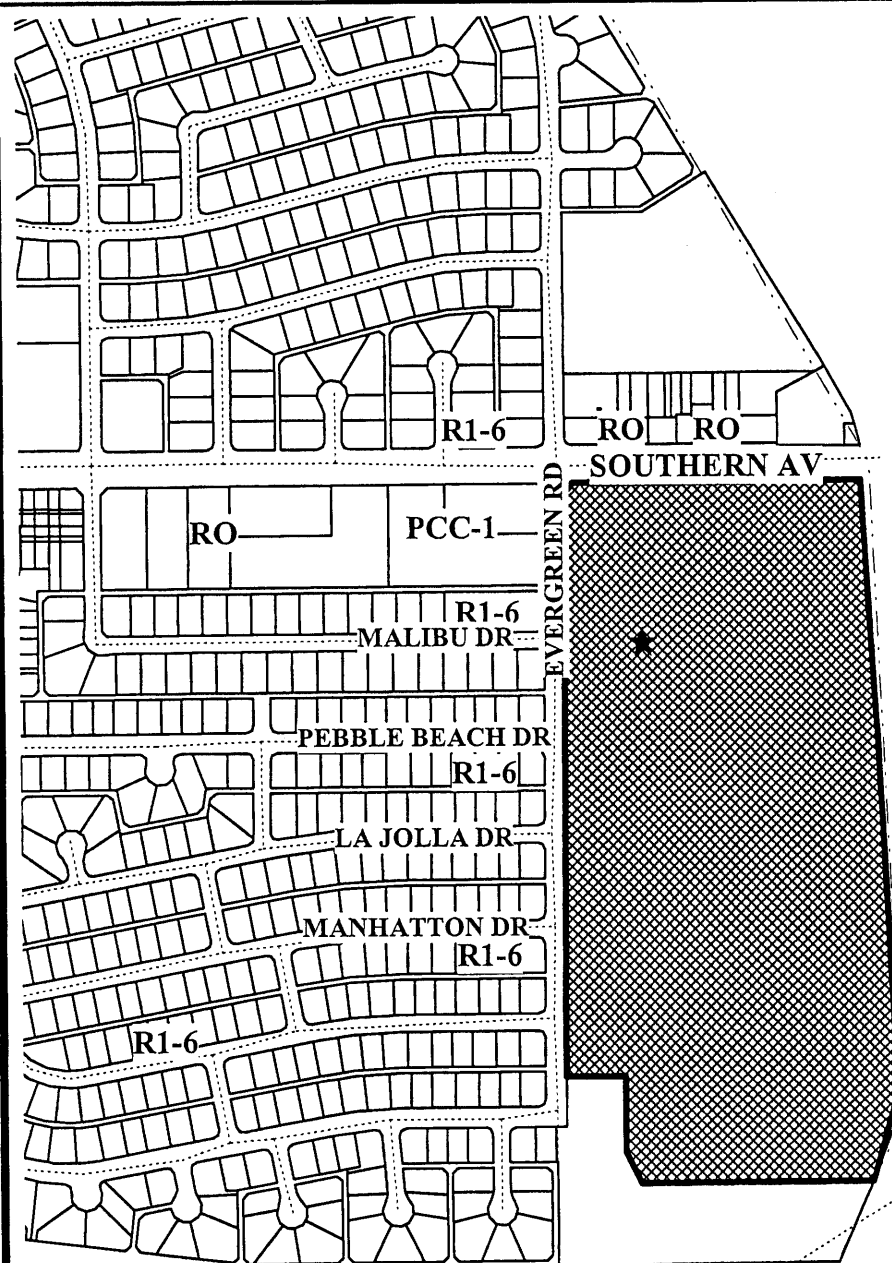 R1-6
RO
RO
SOUTHERN AV
EVERGREEN RD
RO
PCC-1
R1-6
MALIBU DR
PEBBLE BEACH DR
R1-6
LA JOLLA DR
MANHATTON DR
R1-6
R1-6